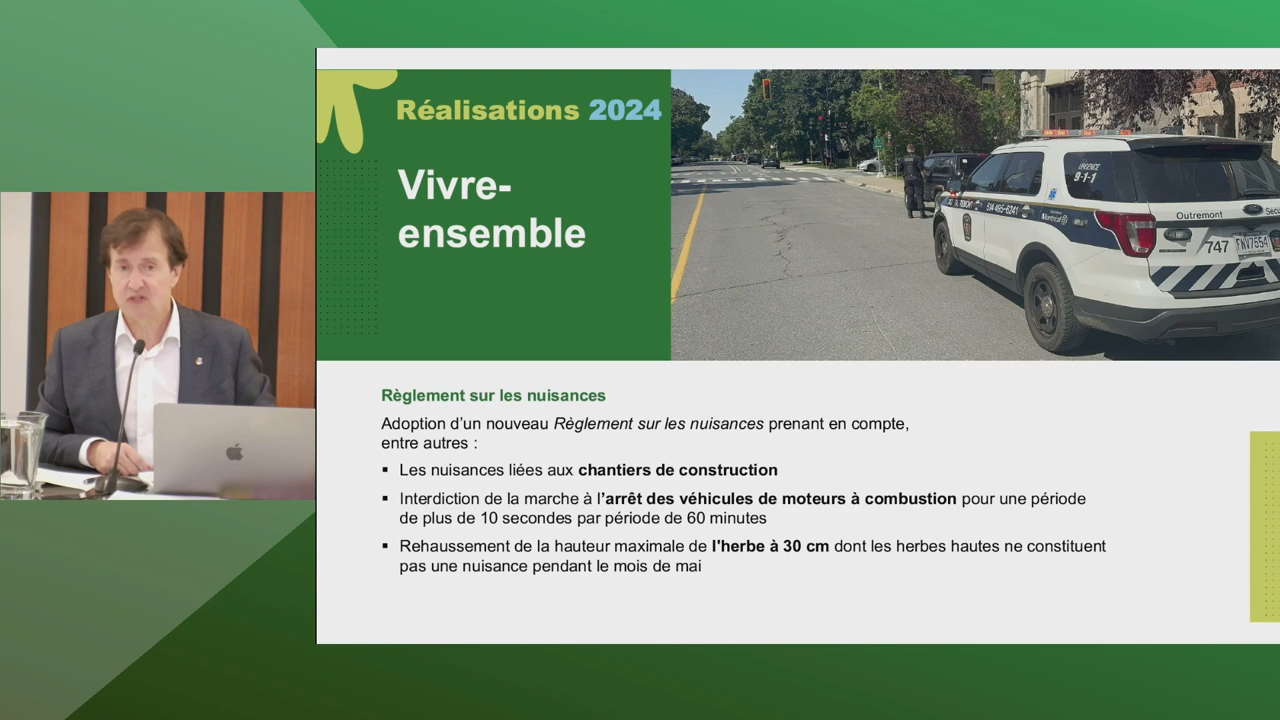 Réalisations 2024
Vivre-
ensemble
URGENCE
9-1-1
514 495-6241
Outremont
747
Règlement sur les nuisances
Adoption d'un nouveau Règlement sur les nuisances prenant en compte,
entre autres :
▪ Les nuisances liées aux chantiers de construction
▪ Interdiction de la marche à l'arrêt des véhicules de moteurs à combustion pour une période
de plus de 10 secondes par période de 60 minutes
▪ Rehaussement de la hauteur maximale de l'herbe à 30 cm dont les herbes hautes ne constituent
pas une nuisance pendant le mois de mai